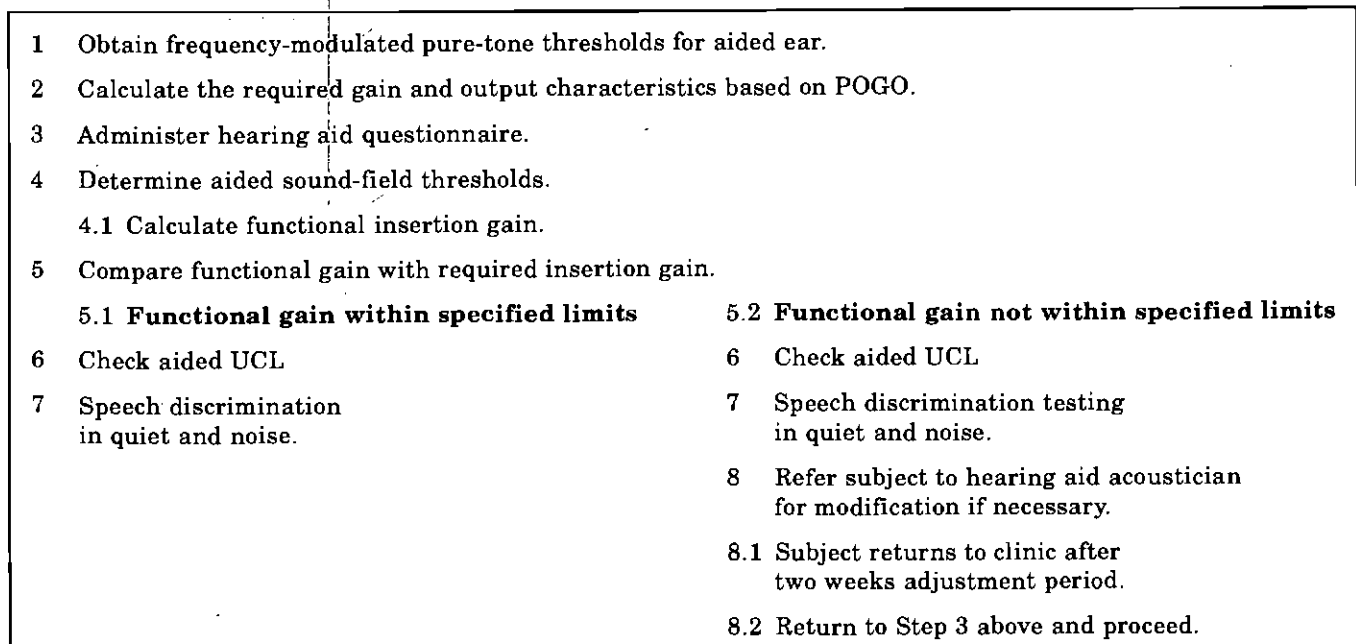 1 Obtain frequency-modulated pure-tone thresholds for aided ear.
2 Calculate the required gain and output characteristics based on POGO.
3 Administer hearing aid questionnaire.
4 Determine aided sound-field thresholds.
4.1 Calculate functional insertion gain.
5 Compare functional gain with required insertion gain.
5.1 Functional gain within specified limits
6 Check aided UCL
7 Speech discrimination
in quiet and noise.
5.2 Functional gain not within specified limits
6 Check aided UCL
7 Speech discrimination testing
in quiet and noise.
8 Refer subject to hearing aid acoustician
for modification if necessary.
8.1 Subject returns to clinic after
two weeks adjustment period.
8.2 Return to Step 3 above and proceed.